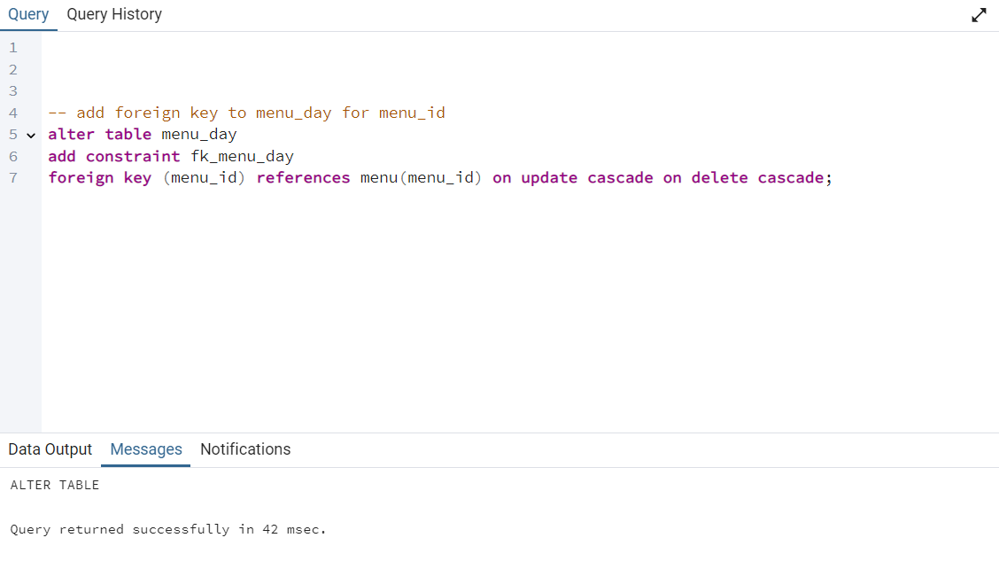 Query Query History
1
2
3
4 -- add foreign key to menu_day for menu_id
5 alter table menu_day
6 add constraint fk_menu_day
7 foreign key (menu_id) references menu(menu_id) on update cascade on delete cascade;
Data Output Messages Notifications
ALTER TABLE
Query returned successfully in 42 msec.